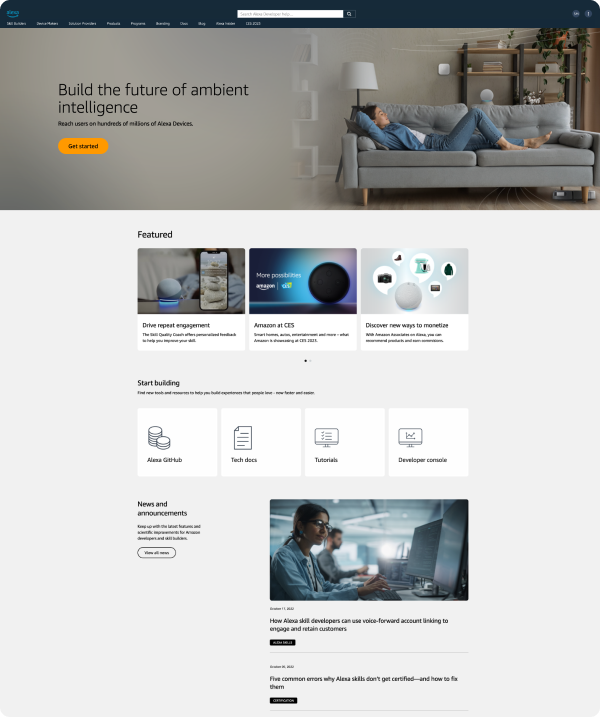 alexa
Search Alexa Developer help...
EN
Skill Builders Device Makers Solution Providers Products Programs Branding Docs Blog Alexa Insider CES 2023
Build the future of ambient
intelligence
Reach users on hundreds of millions of Alexa Devices.
Get started
Featured
More possibilities
amazon CES
Drive repeat engagement
The Skill Quality Coach offers personalized feedback
to help you improve your skill.
Amazon at CES
Smart homes, autos, entertainment and more – what
Amazon is showcasing at CES 2023.
Discover new ways to monetize
With Amazon Associates on Alexa, you can
recommend products and earn commissions.
Start building
Find new tools and resources to help you build experiences that people love - now faster and easier.
Alexa GitHub
Tech docs
Tutorials
Developer console
News and
announcements
Keep up with the latest features and
scientific improvements for Amazon
developers and skill builders.
View all news
October 11, 2022
How Alexa skill developers can use voice-forward account linking to
engage and retain customers
ALEXA SKILLS
Five common errors why Alexa skills don't get certified—and how to fix
them
CERTIFICATION